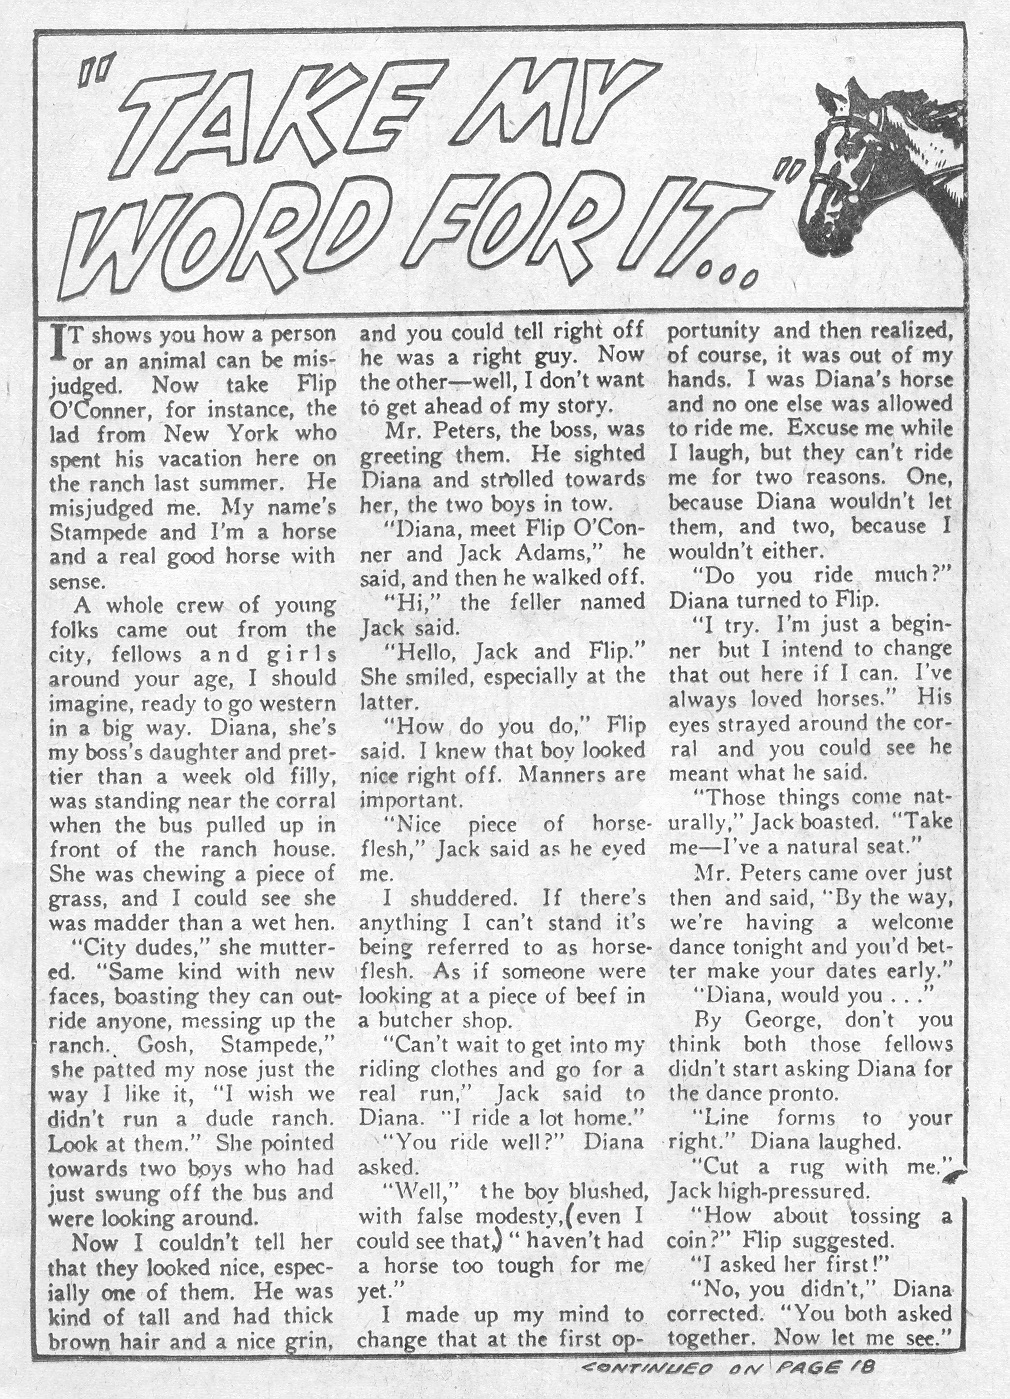 "TAKE MY
WORD FOR IT..."
IT shows you how a person
or an animal can be mis-
judged. Now take Flip
O'Conner, for instance, the
lad from New York who
spent his vacation here on
the ranch last summer. He
misjudged me. My name's
Stampede and I'm a horse
and a real good horse with
sense.
A whole crew of young
folks came out from the
city, fellows and girls
around your age, I should
imagine, ready to go western
in a big way. Diana, she's
my boss's daughter and pret-
tier than a week old filly,
was standing near the corral
when the bus pulled up in
front of the ranch house.
She was chewing a piece of
grass, and I could see she
was madder than a wet hen.
"City dudes," she mutter-
ed. "Same kind with new
faces, boasting they can out-
ride anyone, messing up the
ranch. Gosh, Stampede,"
she patted my nose just the
way I like it, "I wish we
didn't run a dude ranch.
Look at them." She pointed
towards two boys who had
just swung off the bus and
were looking around.
Now I couldn't tell her
that they looked nice, espec-
ially one of them. He was
kind of tall and had thick
brown hair and a nice grin,
and you could tell right off
he was a right guy. Now
the other—well, I don't want
to get ahead of my story.
Mr. Peters, the boss, was
greeting them. He sighted
Diana and strolled towards
her, the two boys in tow.
"Diana, meet Flip O'Con-
ner and Jack Adams," he
said, and then he walked off.
"Hi," the feller named
Jack said.
"Hello, Jack and Flip."
She smiled, especially at the
latter.
"How do you do," Flip
said. I knew that boy looked
nice right off. Manners are
important.
"Nice piece of horse-
flesh," Jack said as he eyed
me.
I shuddered. If there's
anything I can't stand it's
being referred to as horse-
flesh. As if someone were
looking at a piece of beef in
a butcher shop.
"Can't wait to get into my
riding clothes and go for a
real run," Jack said to
Diana. "I ride a lot home."
"You ride well?" Diana
asked.
"Well," the boy blushed,
with false modesty,(even I
could see that,) "haven't had
a horse too tough for me
yet."
I made up my mind to
change that at the first op-
portunity and then realized,
of course, it was out of my
hands. I was Diana's horse
and no one else was allowed
to ride me. Excuse me while
I laugh, but they can't ride
me for two reasons. One,
because Diana wouldn't let
them, and two, because I
wouldn't either.
"Do you ride much?"
Diana turned to Flip.
"I try. I'm just a begin-
ner but I intend to change
that out here if I can. I've
always loved horses." His
eyes strayed around the cor-
ral and you could see he
meant what he said.
"Those things come nat-
urally," Jack boasted. "Take
me—I've a natural seat."
Mr. Peters came over just
then and said, "By the way,
we're having a welcome
dance tonight and you'd bet-
ter make your dates early."
"Diana, would you . . ."
By George, don't you
think both those fellows
didn't start asking Diana for
the dance pronto.
"Line forms to your
right." Diana laughed.
"Cut a rug with me."
Jack high-pressured.
"How about tossing a
coin?" Flip suggested.
"I asked her first!"
"No, you didn't," Diana
corrected. "You both asked
together. Now let me see."
CONTINUED ON PAGE 18